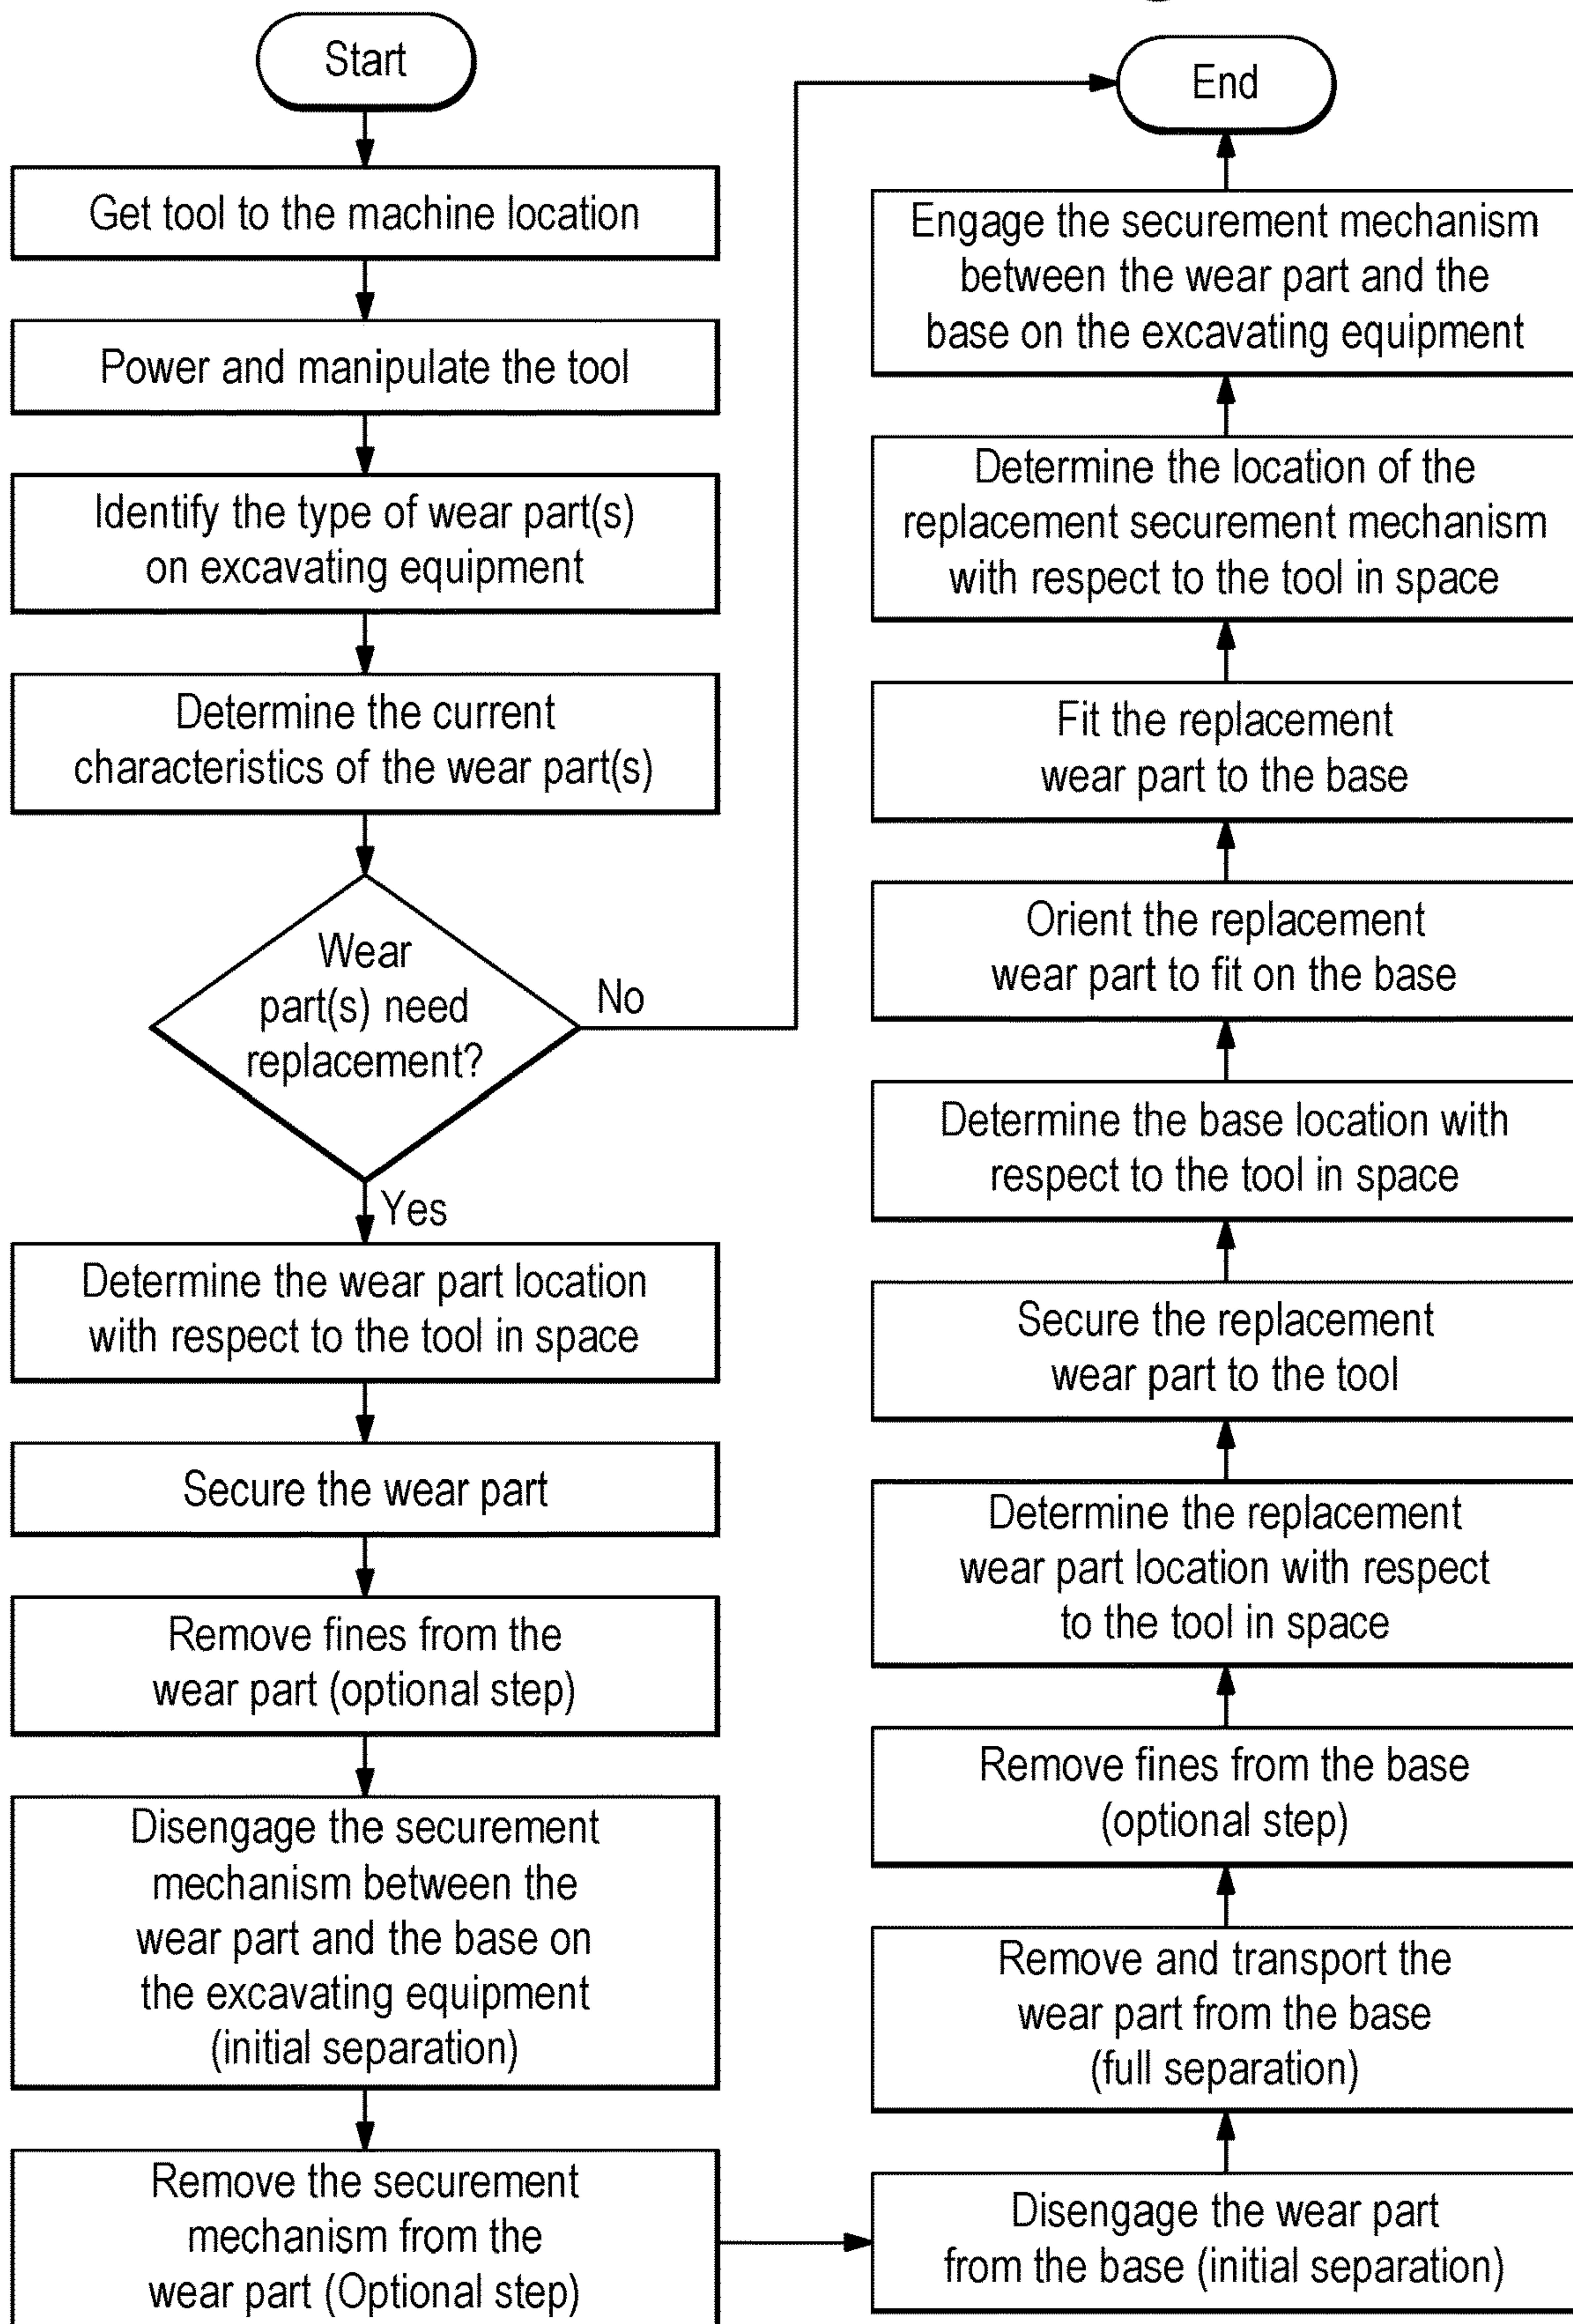 Start
Get tool to the machine location
Power and manipulate the tool
Identify the type of wear part(s)
on excavating equipment
Determine the current
characteristics of the wear part(s)
Wear
part(s) need
replacement?
No
Yes
Determine the wear part location
with respect to the tool in space
Secure the wear part
Remove fines from the
wear part (optional step)
Disengage the securement
mechanism between the
wear part and the base on
the excavating equipment
(initial separation)
Remove the securement
mechanism from the
wear part (Optional step)
Disengage the wear part
from the base (initial separation)
Remove and transport the
wear part from the base
(full separation)
Remove fines from the base
(optional step)
Determine the replacement
wear part location with respect
to the tool in space
Secure the replacement
wear part to the tool
Determine the base location with
respect to the tool in space
Orient the replacement
wear part to fit on the base
Fit the replacement
wear part to the base
Determine the location of the
replacement securement mechanism
with respect to the tool in space
Engage the securement mechanism
between the wear part and the
base on the excavating equipment
End